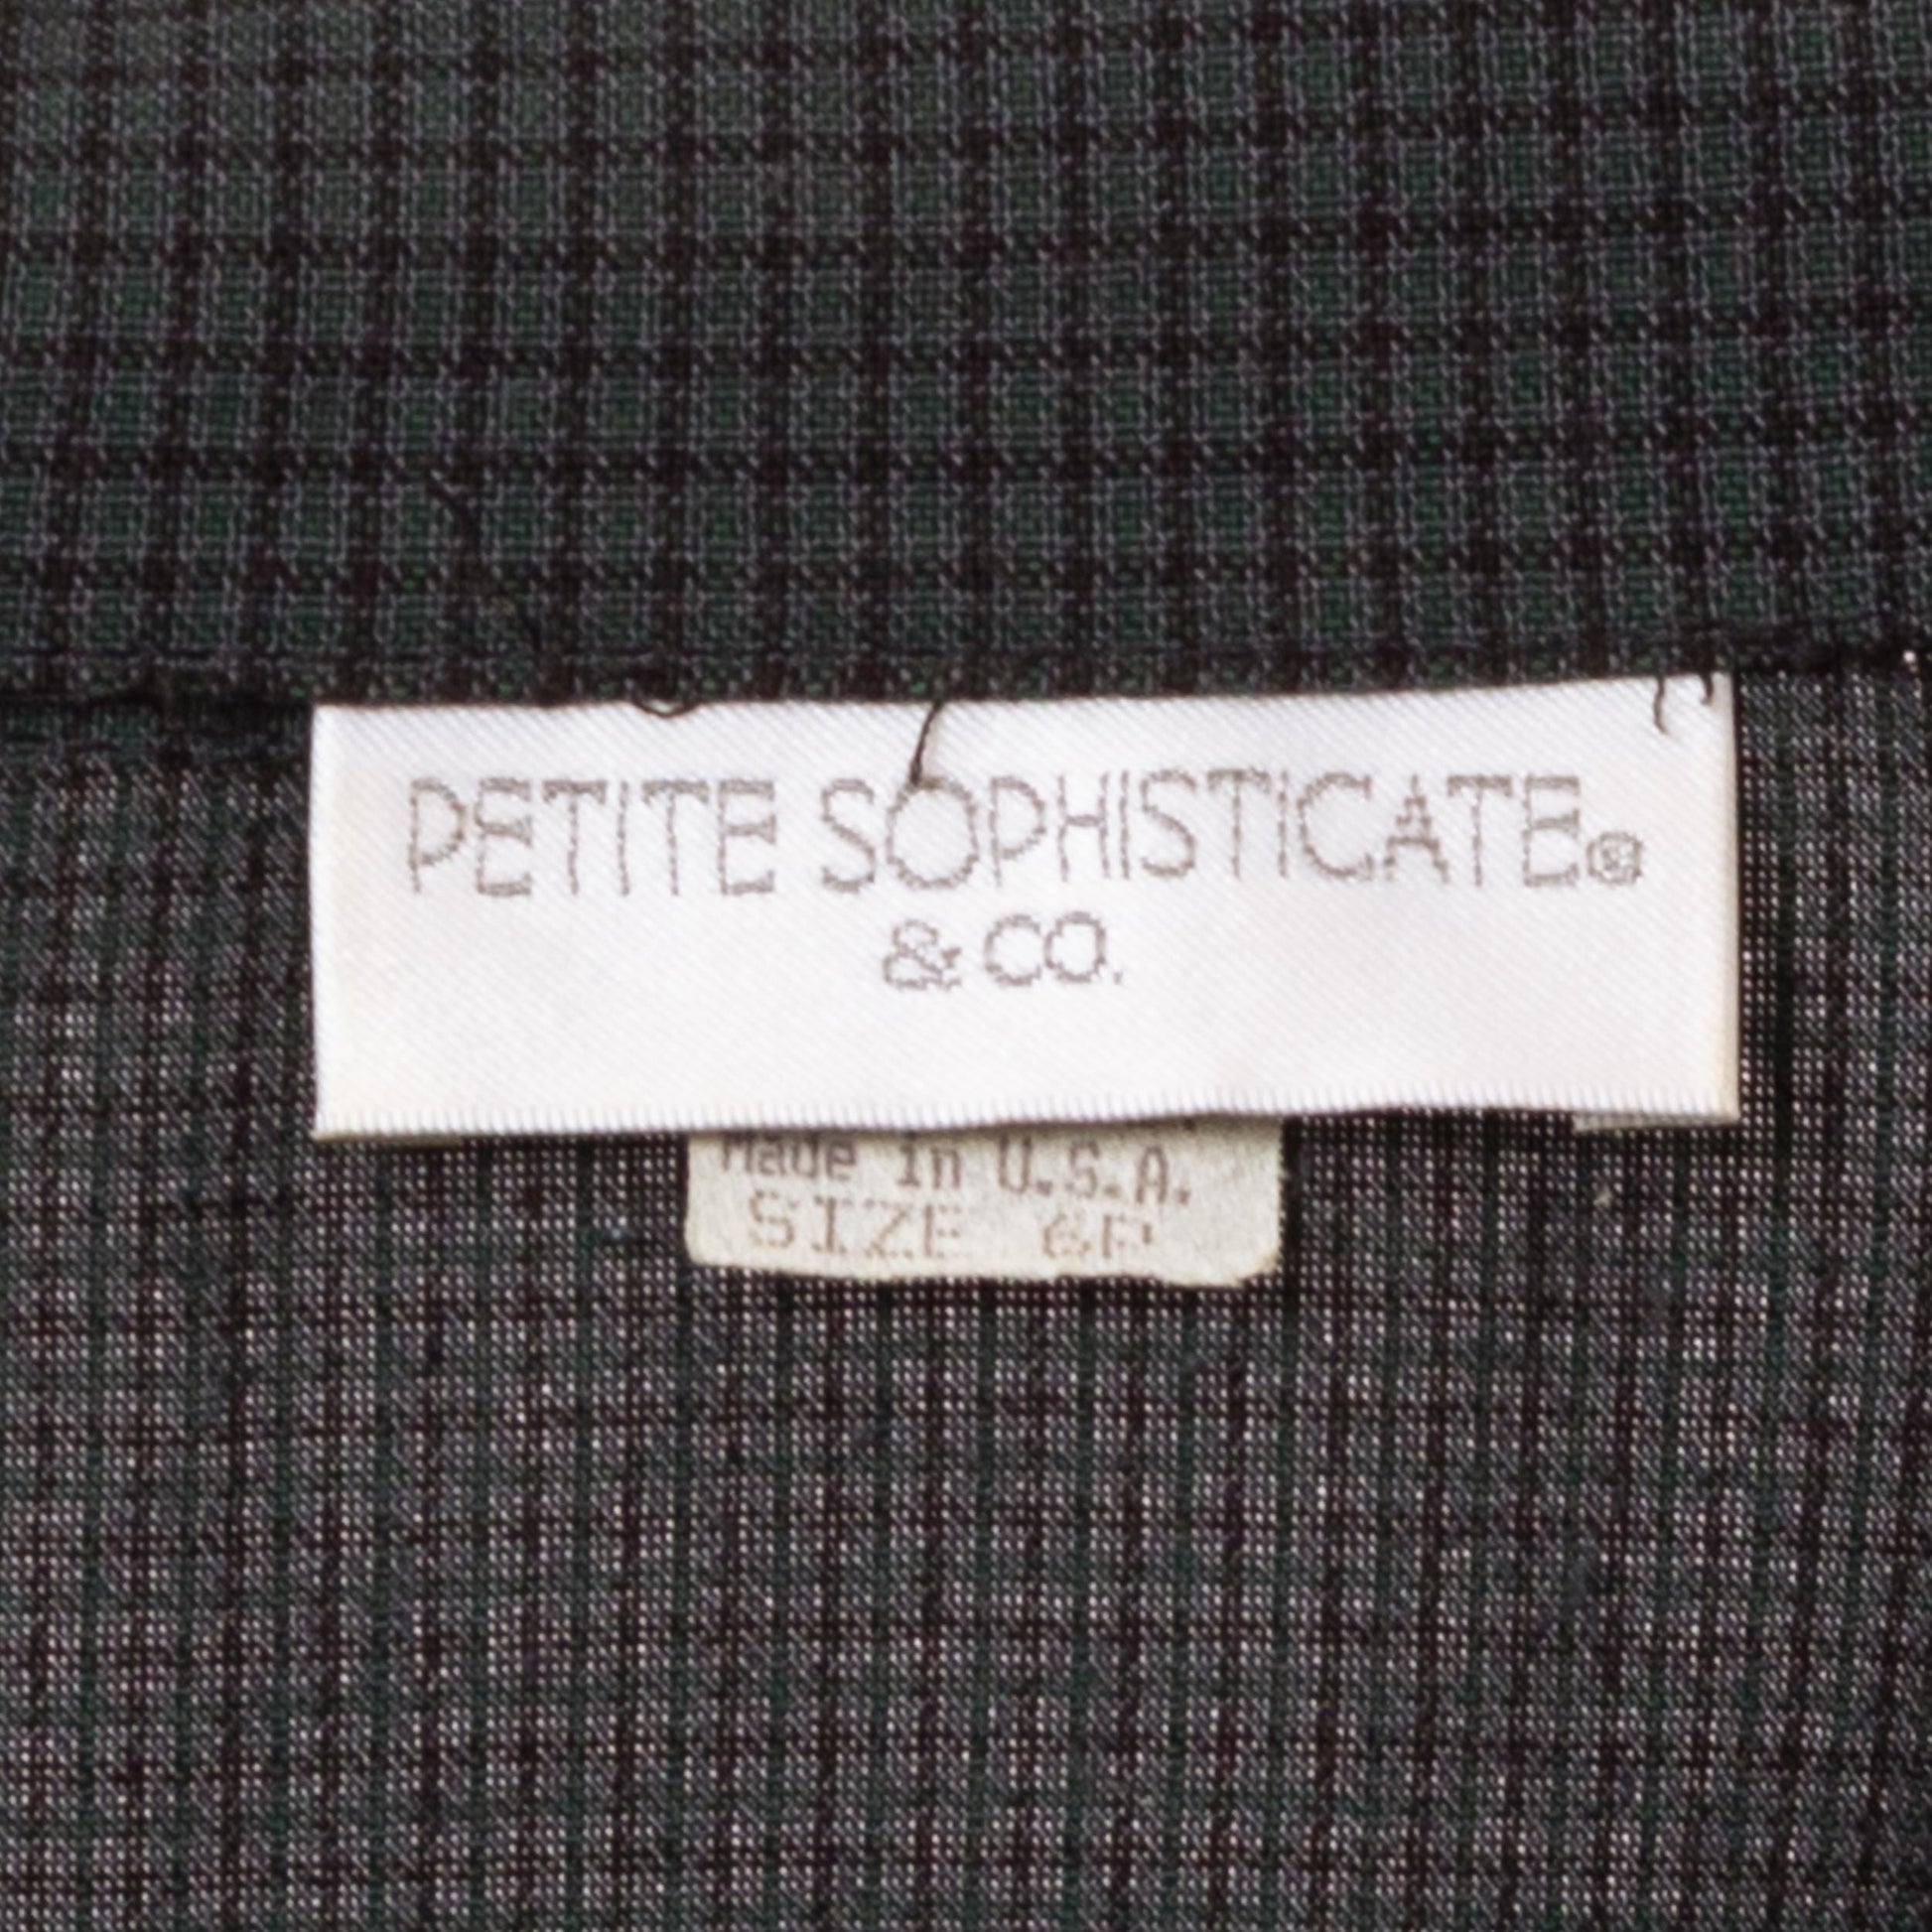 PETITE SOPHISTICATE®
& CO.
Made in U.S.A.
SIZE 6P